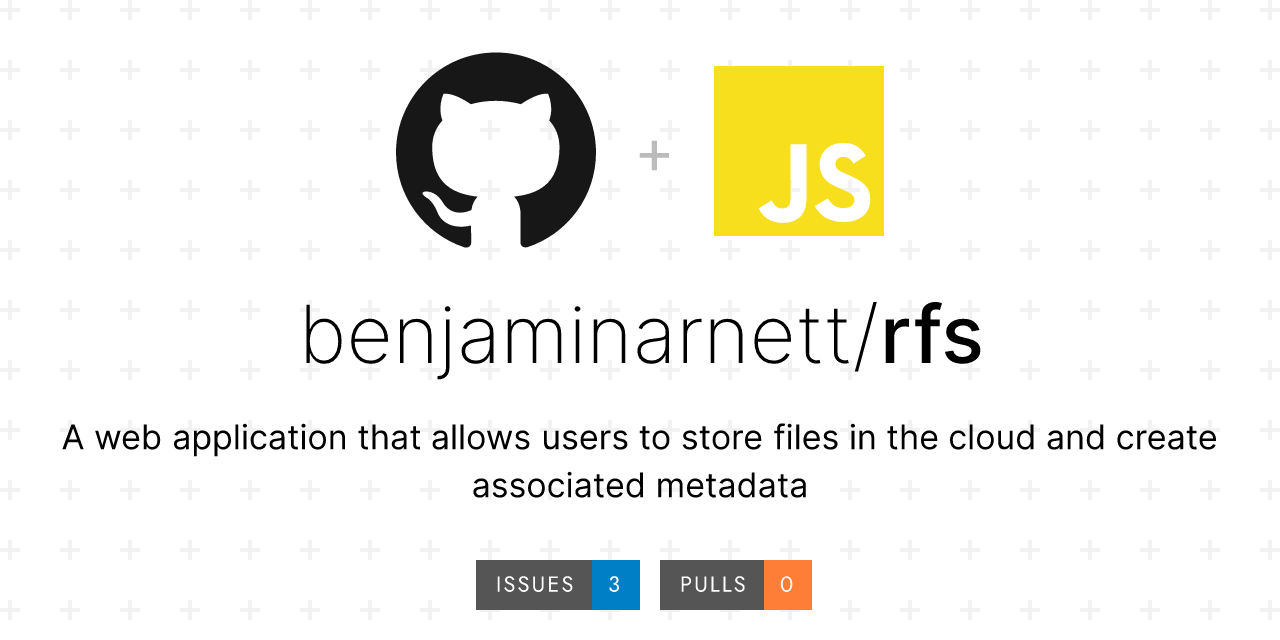 JS
benjaminarnett/rfs
A web application that allows users to store files in the cloud and create
associated metadata
ISSUES 3 PULLS 0